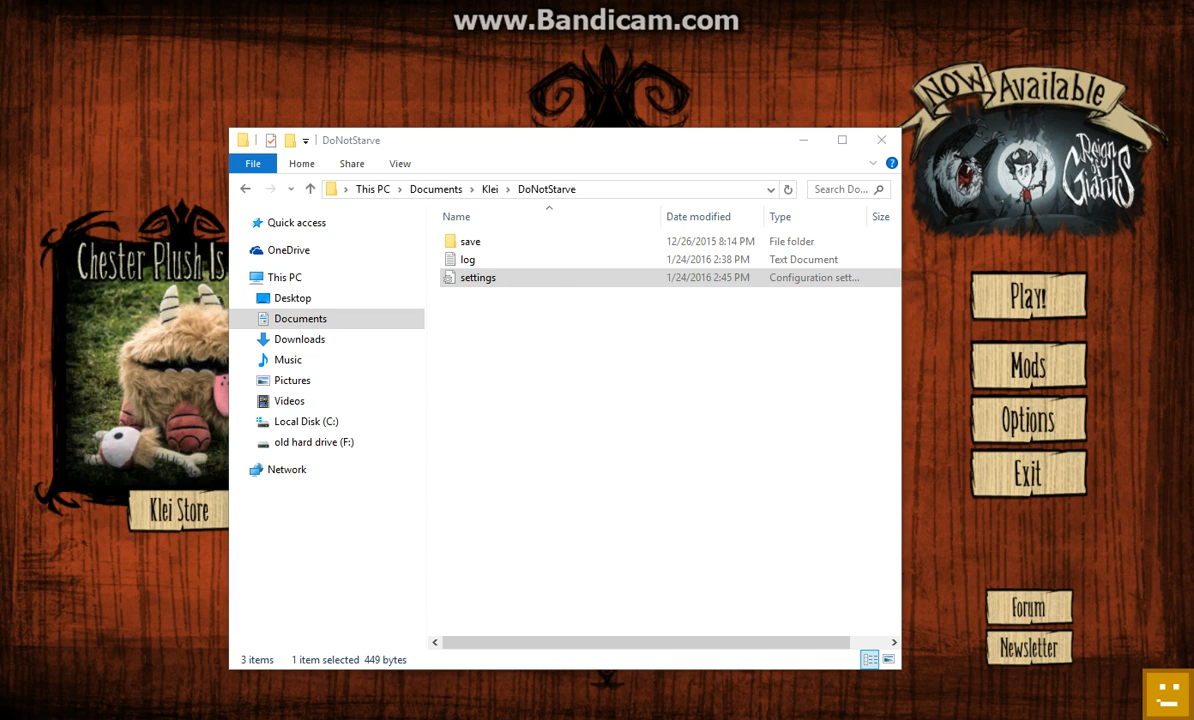 www.Bandicam.com
NOW Available
Reign of Giants
DoNotStarve
File Home Share View
This PC Documents Klei DoNotStarve Search Do...
Name Date modified Type Size
Quick access
OneDrive
This PC
Desktop
Documents
Downloads
Music
Pictures
Videos
Local Disk (C:)
old hard drive (F:)
Network
save 12/26/2015 8:14 PM File folder
log 1/24/2016 2:38 PM Text Document
settings 1/24/2016 2:45 PM Configuration sett...
3 items 1 item selected 449 bytes
Chester Plush Is
Klei Store
Play!
Mods
Options
Exit
Forum
Newsletter